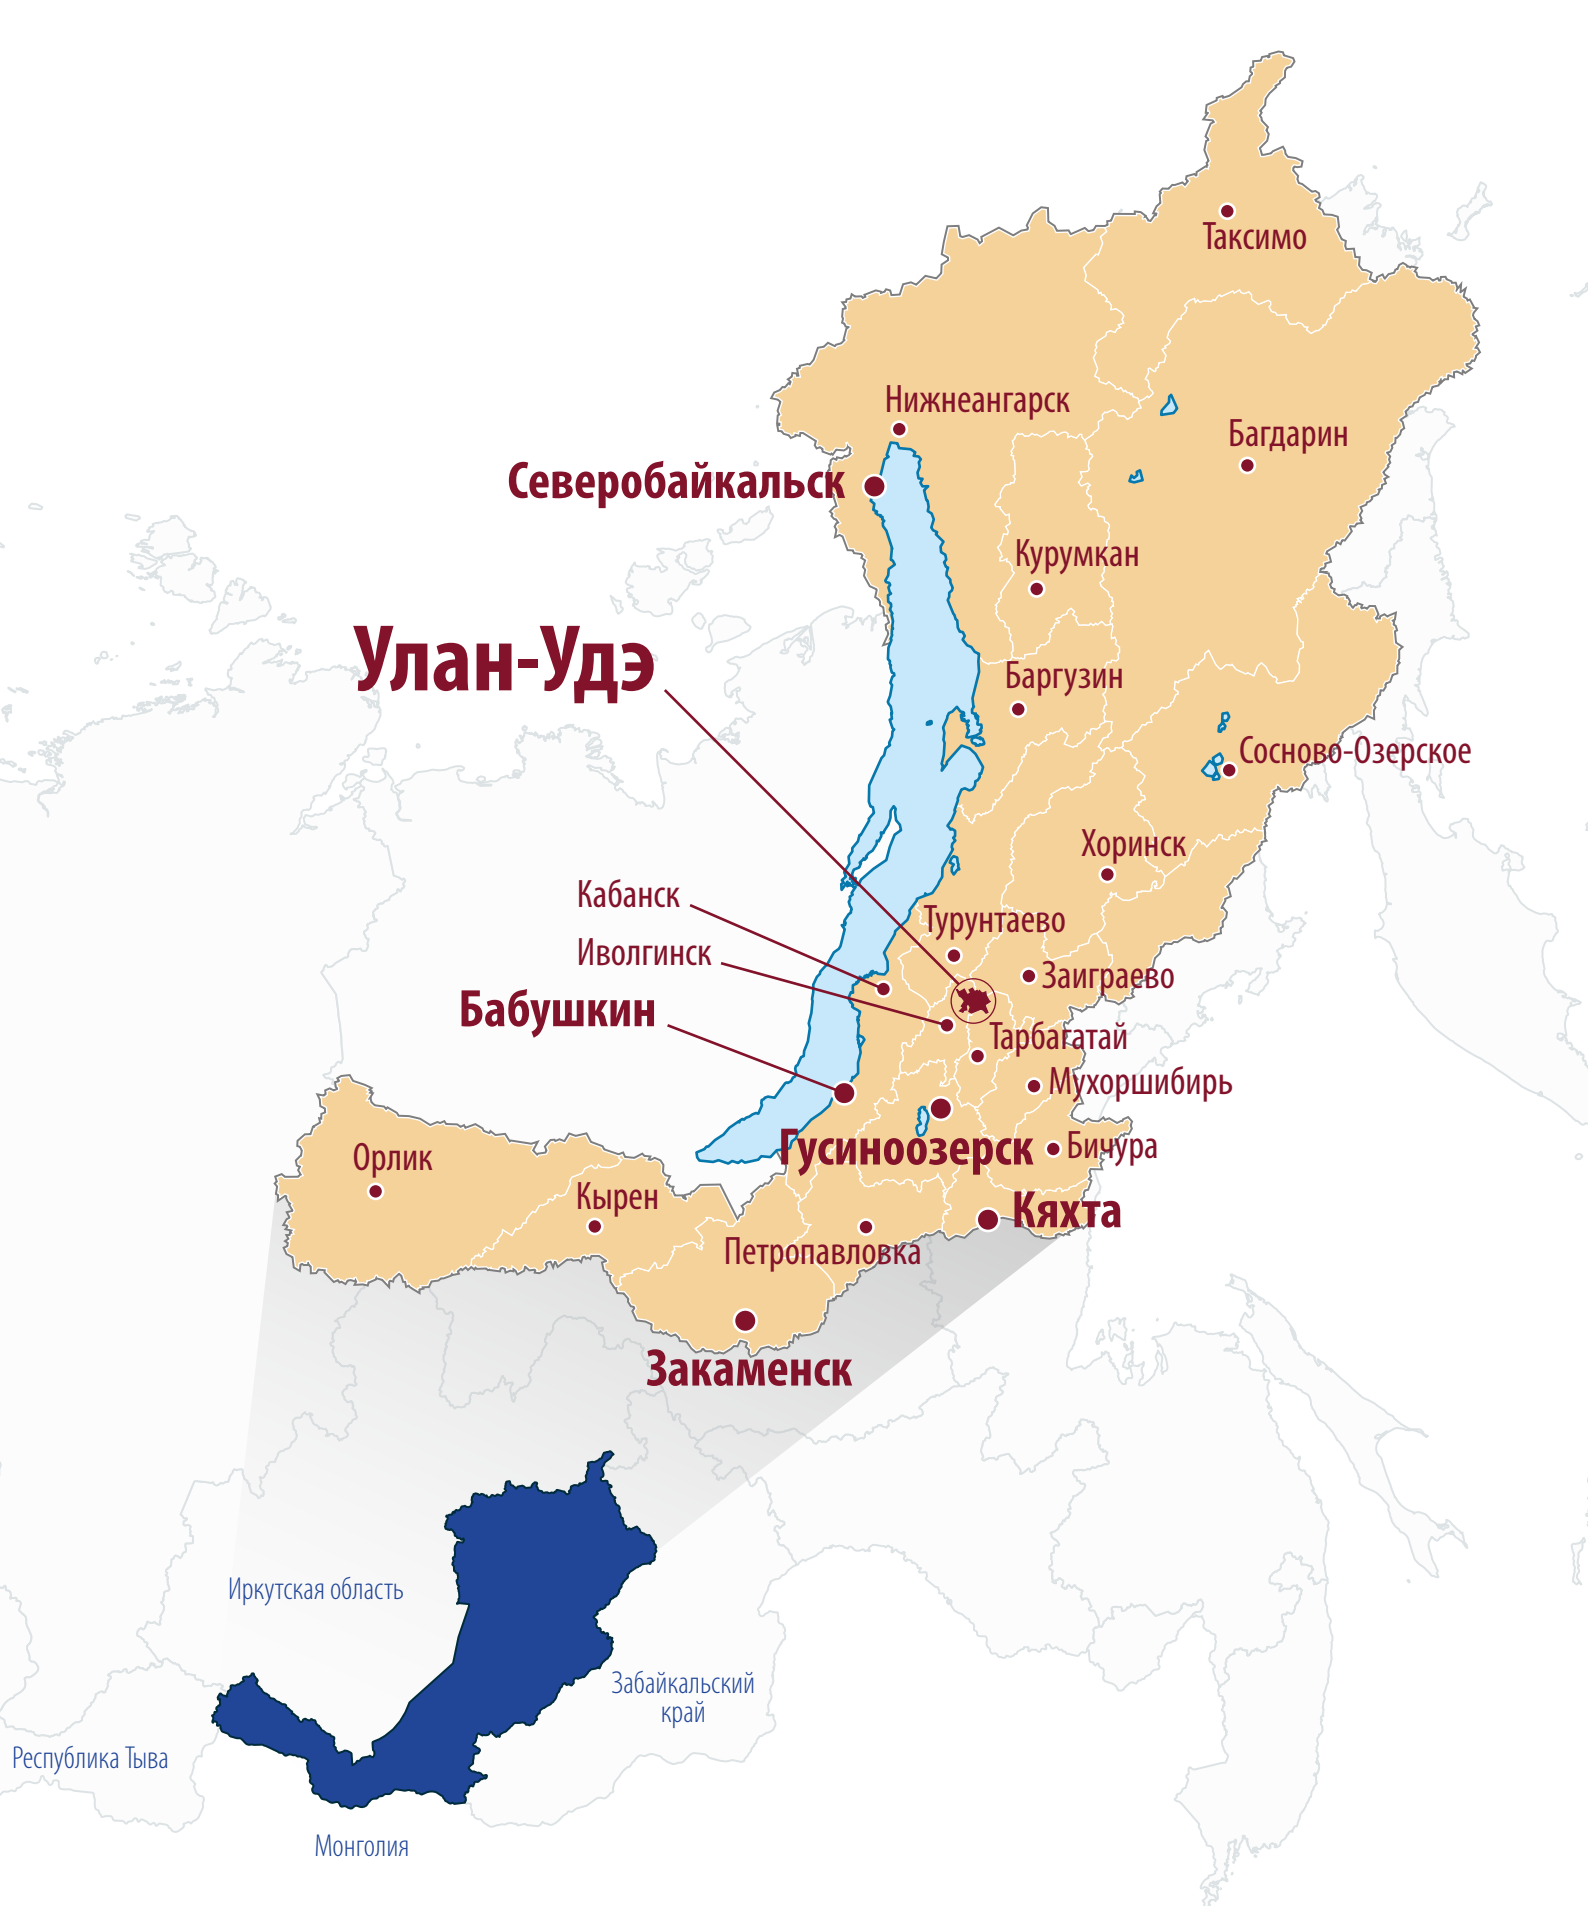 Таксимо
Нижнеангарск
Багдарин
Северобайкальск
Курумкан
Улан-Удэ
Баргузин
Сосново-Озерское
Хоринск
Кабанск
Турунтаево
Иволгинск
Заиграево
Бабушкин
Тарбагатай
Мухоршибирь
Гусиноозерск
Бичура
Орлик
Кырен
Кяхта
Петропавловка
Закаменск
Иркутская область
Забайкальский
край
Республика Тыва
Монголия